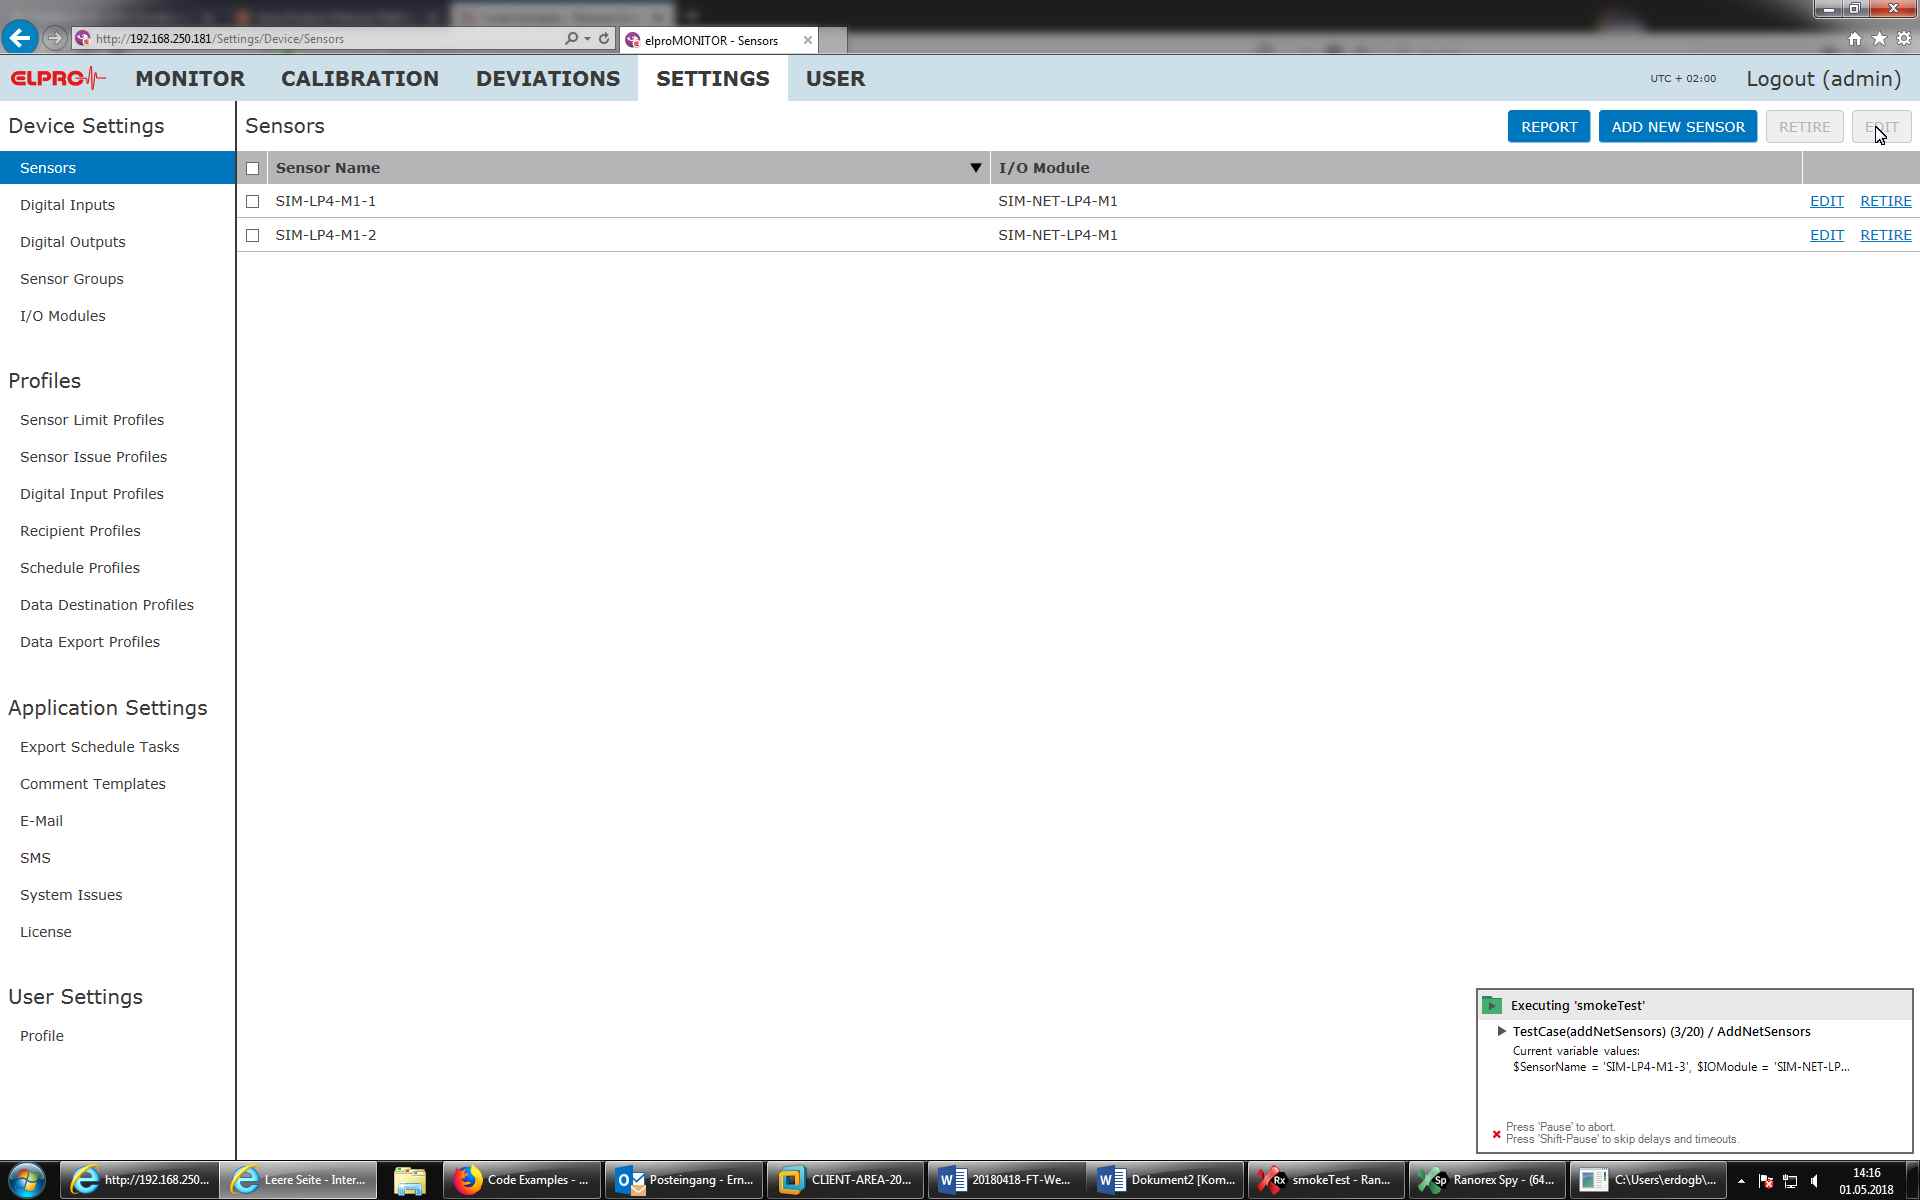 http://192.168.250.181/Settings/Device/Sensors
elproMONITOR - Sensors
ELPRO
MONITOR
CALIBRATION
DEVIATIONS
SETTINGS
USER
UTC + 02:00
Logout (admin)
Device Settings
Sensors
Digital Inputs
Digital Outputs
Sensor Groups
I/O Modules
Profiles
Sensor Limit Profiles
Sensor Issue Profiles
Digital Input Profiles
Recipient Profiles
Schedule Profiles
Data Destination Profiles
Data Export Profiles
Application Settings
Export Schedule Tasks
Comment Templates
E-Mail
SMS
System Issues
License
User Settings
Profile
Sensors
REPORT
ADD NEW SENSOR
RETIRE
EDIT
Sensor Name
I/O Module
SIM-LP4-M1-1
SIM-NET-LP4-M1
EDIT
RETIRE
SIM-LP4-M1-2
SIM-NET-LP4-M1
EDIT
RETIRE
Executing 'smokeTest'
TestCase(addNetSensors) (3/20) / AddNetSensors
Current variable values:
$SensorName = 'SIM-LP4-M1-3', $IOModule = 'SIM-NET-LP...
Press 'Pause' to abort.
Press 'Shift-Pause' to skip delays and timeouts.
http://192.168.250...
Leere Seite - Inter...
Code Examples - ...
Posteingang - Ern...
CLIENT-AREA-20...
20180418-FT-We...
Dokument2 [Kom...
Rx
smokeTest - Ran...
Sp
Ranorex Spy - (64...
C:\Users\erdogb\...
14:16
01.05.2018